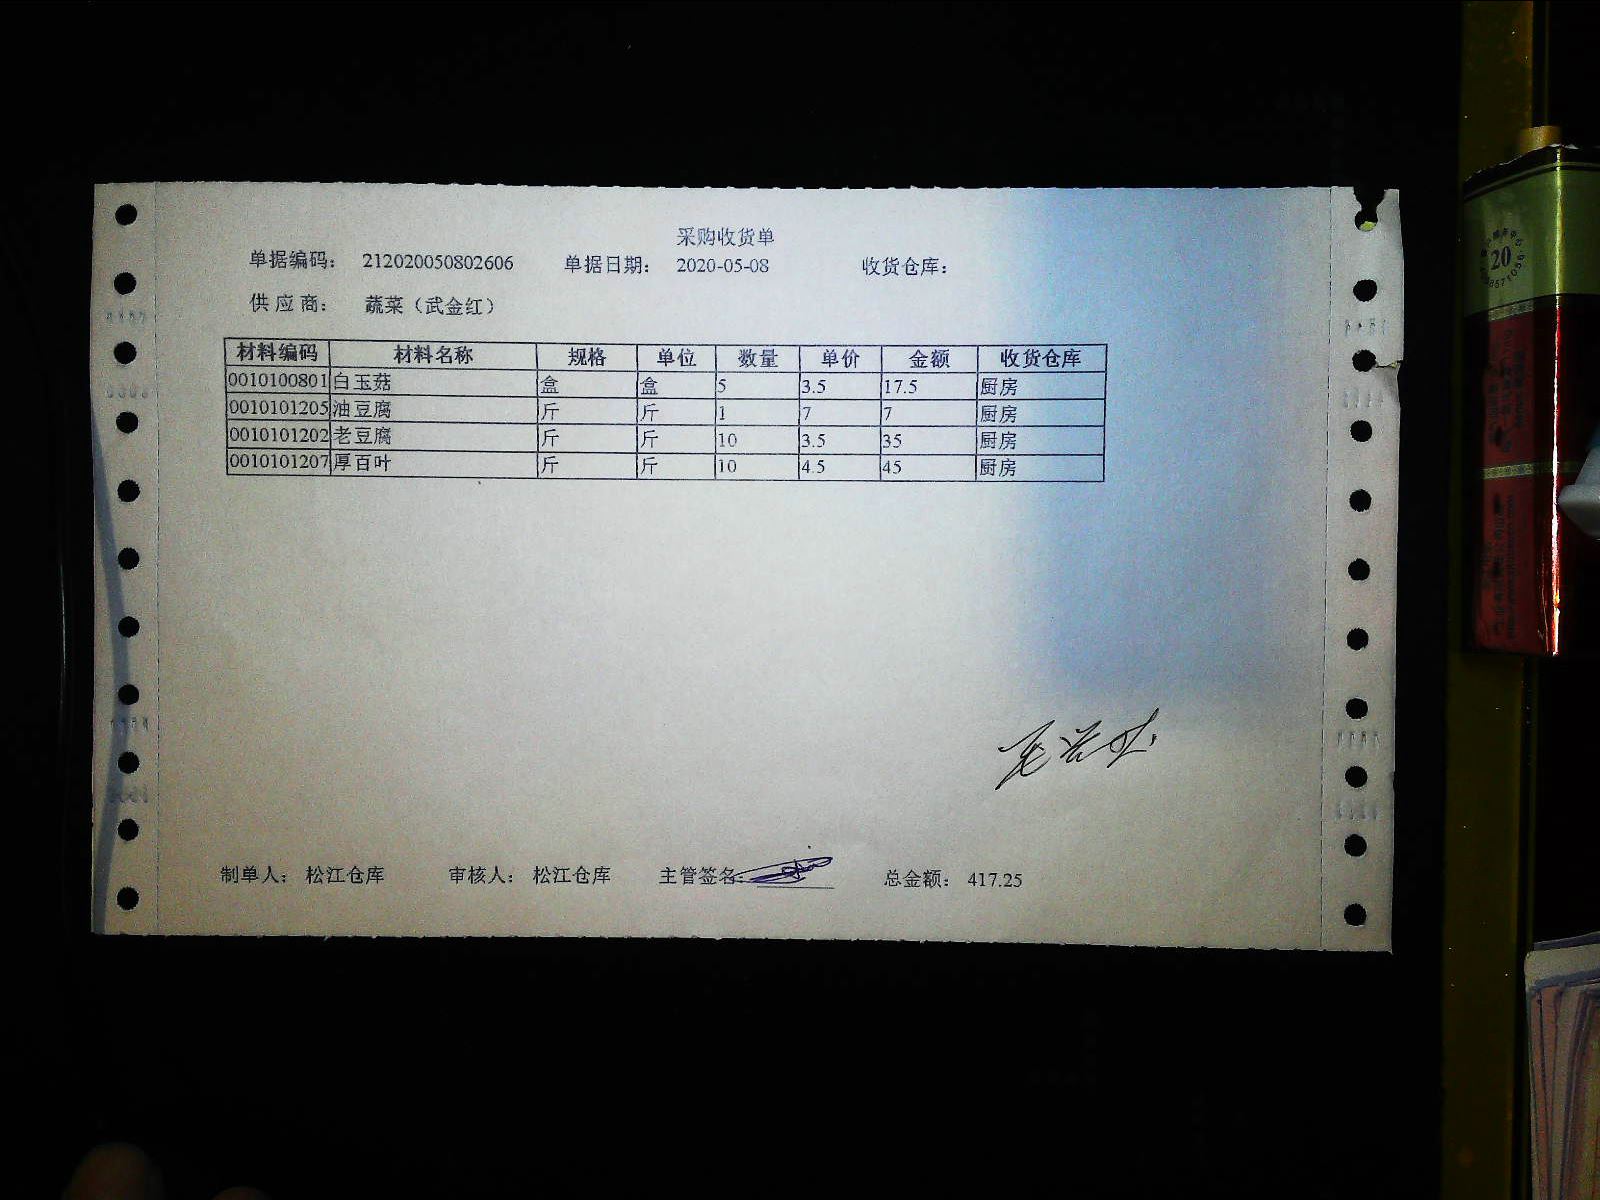 采购收货单
单据编码： 212020050802606 单据日期： 2020-05-08 收货仓库：
供 应 商： 蔬菜（武金红）
材料编码 材料名称 规格 单位 数量 单价 金额 收货仓库
0010100801 白玉菇 盒 盒 5 3.5 17.5 厨房
0010101205 油豆腐 斤 斤 1 7 7 厨房
0010101202 老豆腐 斤 斤 10 3.5 35 厨房
0010101207 厚百叶 斤 斤 10 4.5 45 厨房
制单人： 松江仓库 审核人： 松江仓库 主管签名： 总金额： 417.25
20